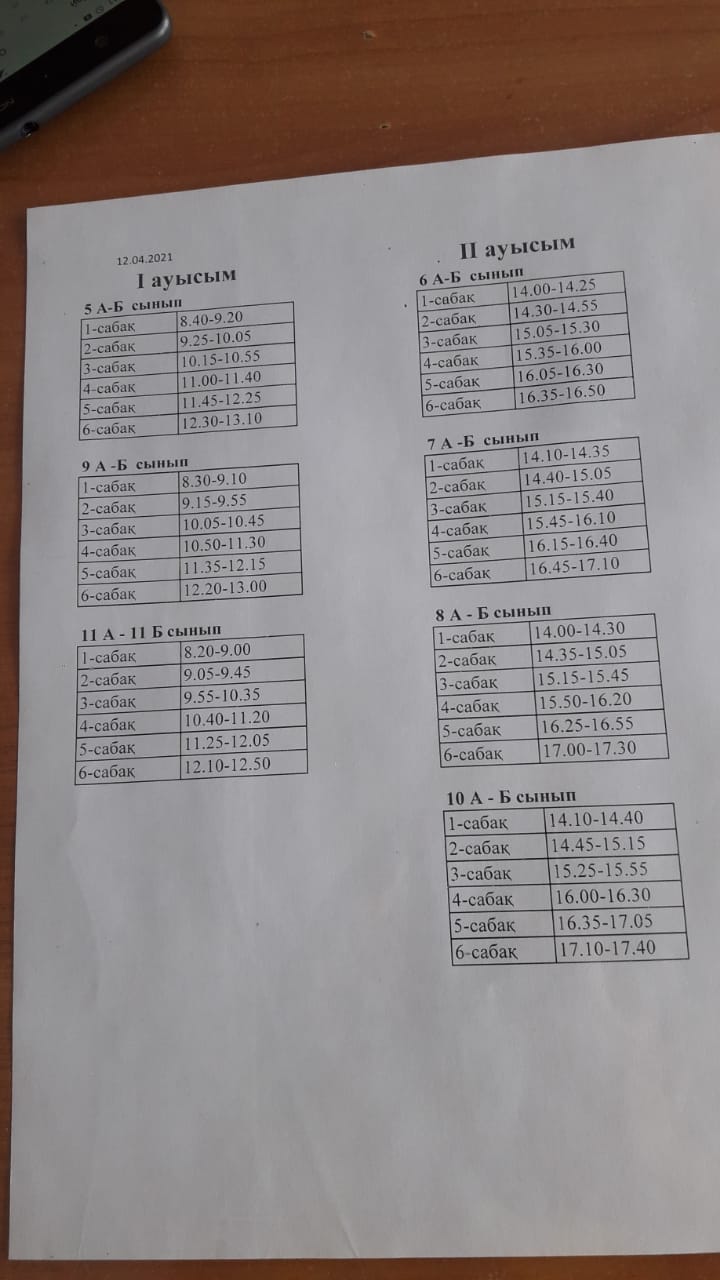 12.04.2021
I ауысым
5 А-Б сынып
1-сабақ 8.40-9.20
2-сабақ 9.25-10.05
3-сабақ 10.15-10.55
4-сабақ 11.00-11.40
5-сабақ 11.45-12.25
6-сабақ 12.30-13.10
9 А -Б сынып
1-сабақ 8.30-9.10
2-сабақ 9.15-9.55
3-сабақ 10.05-10.45
4-сабақ 10.50-11.30
5-сабақ 11.35-12.15
6-сабақ 12.20-13.00
11 А - 11 Б сынып
1-сабақ 8.20-9.00
2-сабақ 9.05-9.45
3-сабақ 9.55-10.35
4-сабақ 10.40-11.20
5-сабақ 11.25-12.05
6-сабақ 12.10-12.50
II ауысым
6 А-Б сынып
1-сабақ 14.00-14.25
2-сабақ 14.30-14.55
3-сабақ 15.05-15.30
4-сабақ 15.35-16.00
5-сабақ 16.05-16.30
6-сабақ 16.35-16.50
7 А -Б сынып
1-сабақ 14.10-14.35
2-сабақ 14.40-15.05
3-сабақ 15.15-15.40
4-сабақ 15.45-16.10
5-сабақ 16.15-16.40
6-сабақ 16.45-17.10
8 А - Б сынып
1-сабақ 14.00-14.30
2-сабақ 14.35-15.05
3-сабақ 15.15-15.45
4-сабақ 15.50-16.20
5-сабақ 16.25-16.55
6-сабақ 17.00-17.30
10 А - Б сынып
1-сабақ 14.10-14.40
2-сабақ 14.45-15.15
3-сабақ 15.25-15.55
4-сабақ 16.00-16.30
5-сабақ 16.35-17.05
6-сабақ 17.10-17.40